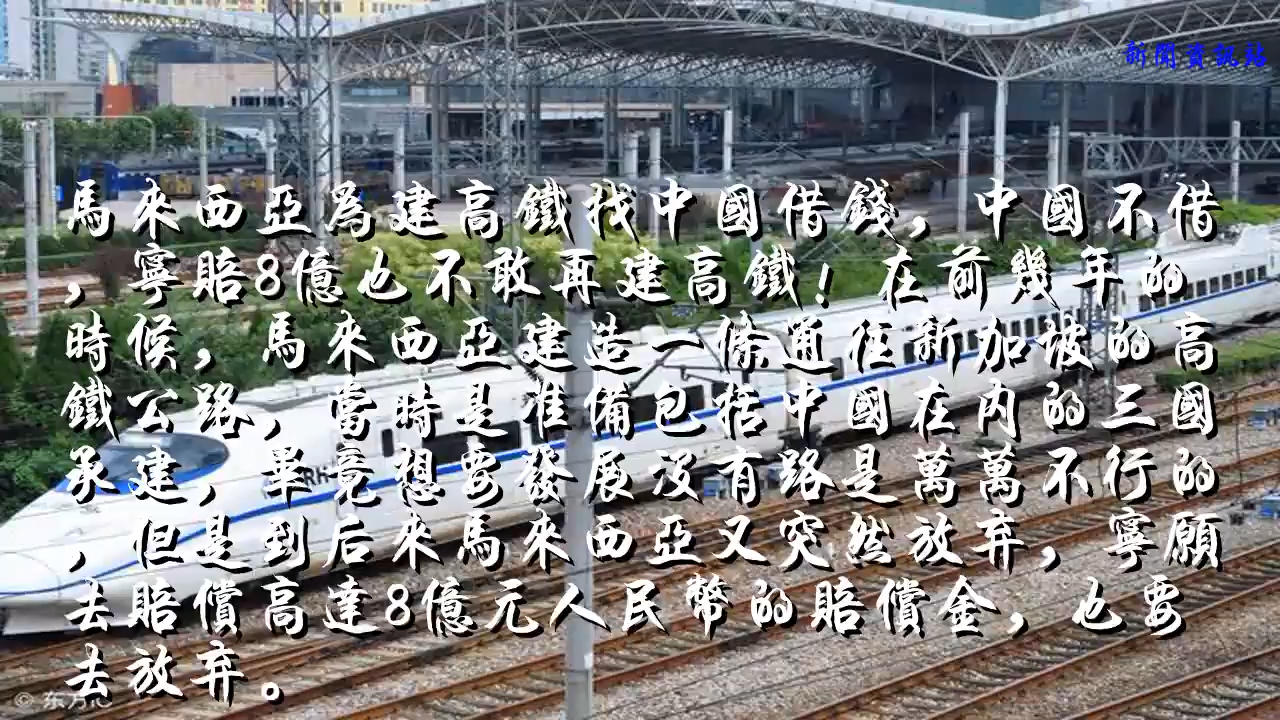 新聞資訊站
馬來西亞為建高鐵找中國借錢，中國不借
，寧賠8億也不敢再建高鐵！在前幾年的
時候，馬來西亞建造一條通往新加坡的高
鐵公路，當時是准備包括中國在內的三國
承建，畢竟想要發展沒有路是萬萬不行的
，但是到后來馬來西亞又突然放弃，寧願
去賠償高達8億元人民幣的賠償金，也要
去放弃。
© 东方